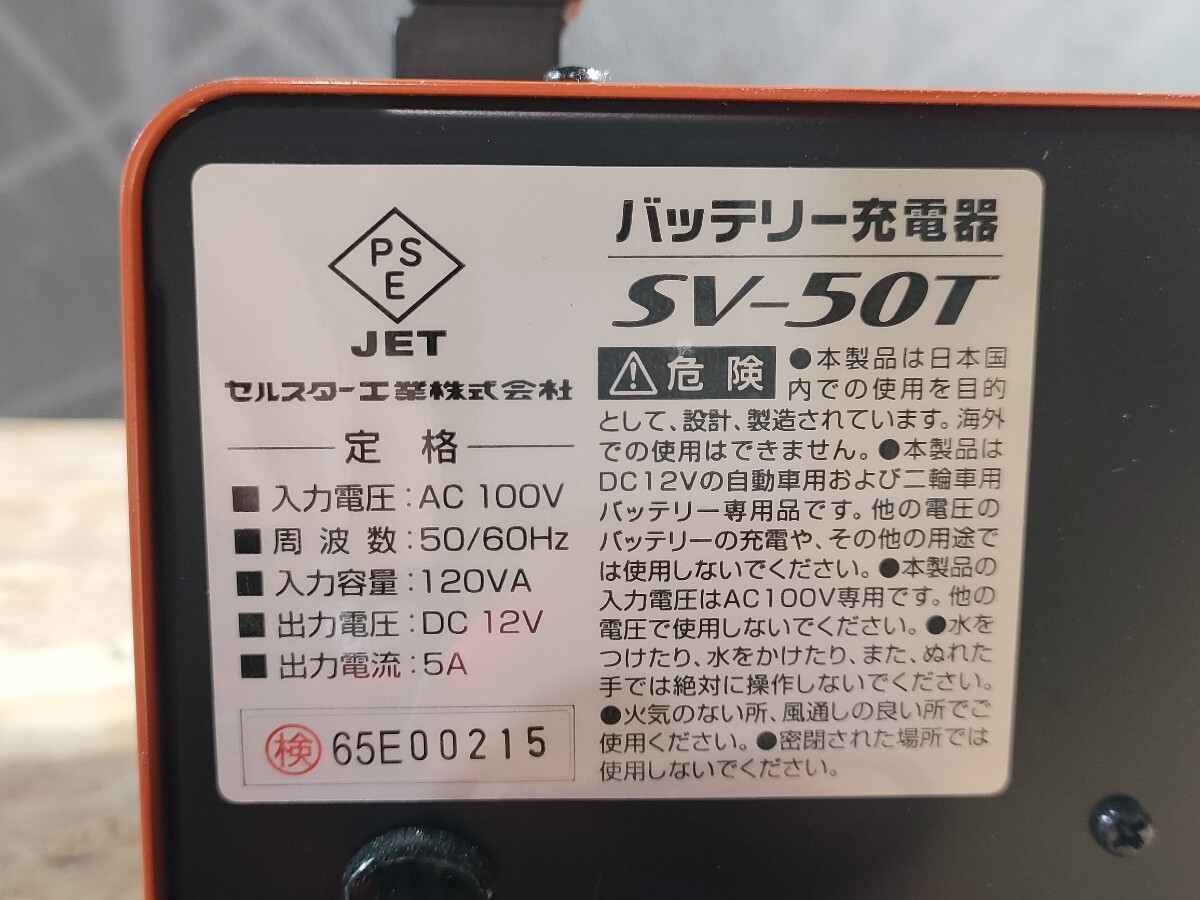 PS
E
JET
セルスター工業株式会社
定 格
■入力電圧:AC 100V
■周 波 数:50/60Hz
■入力容量:120VA
■出力電圧:DC 12V
■出力電流:5A
検 65E00215
バッテリー充電器
SV-50T
⚠危 険 ●本製品は日本国
内での使用を目的
として、設計、製造されています。海外
での使用はできません。●本製品は
DC12Vの自動車用および二輪車用
バッテリー専用品です。他の電圧の
バッテリーの充電や、その他の用途で
は使用しないでください。●本製品の
入力電圧はAC100V専用です。他の
電圧で使用しないでください。●水を
つけたり、水をかけたり、また、ぬれた
手では絶対に操作しないでください。
●火気のない所、風通しの良い所でご
使用ください。●密閉された場所では
使用しないでください。